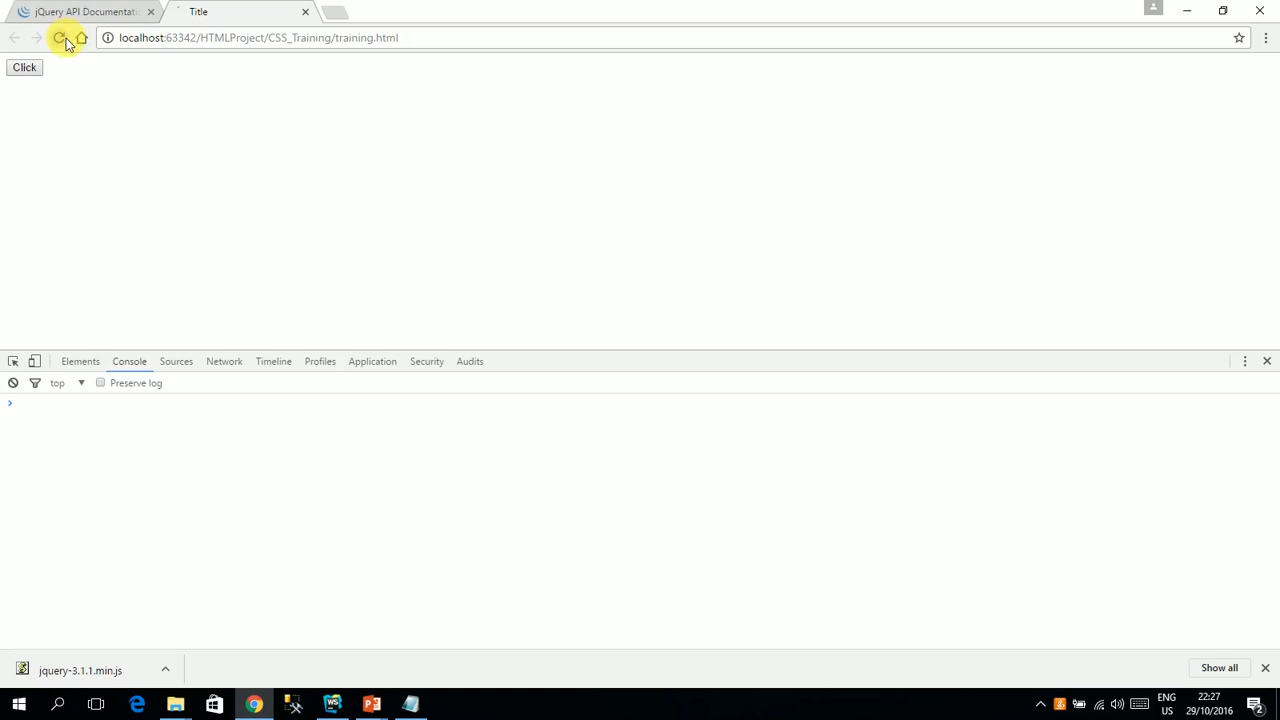 jQuery API Documentati
Title
localhost:63342/HTMLProject/CSS_Training/training.html
Click
Elements Console Sources Network Timeline Profiles Application Security Audits
top Preserve log
jquery-3.1.1.min.js
Show all
ENG 22:27
US 29/10/2016
WS
2